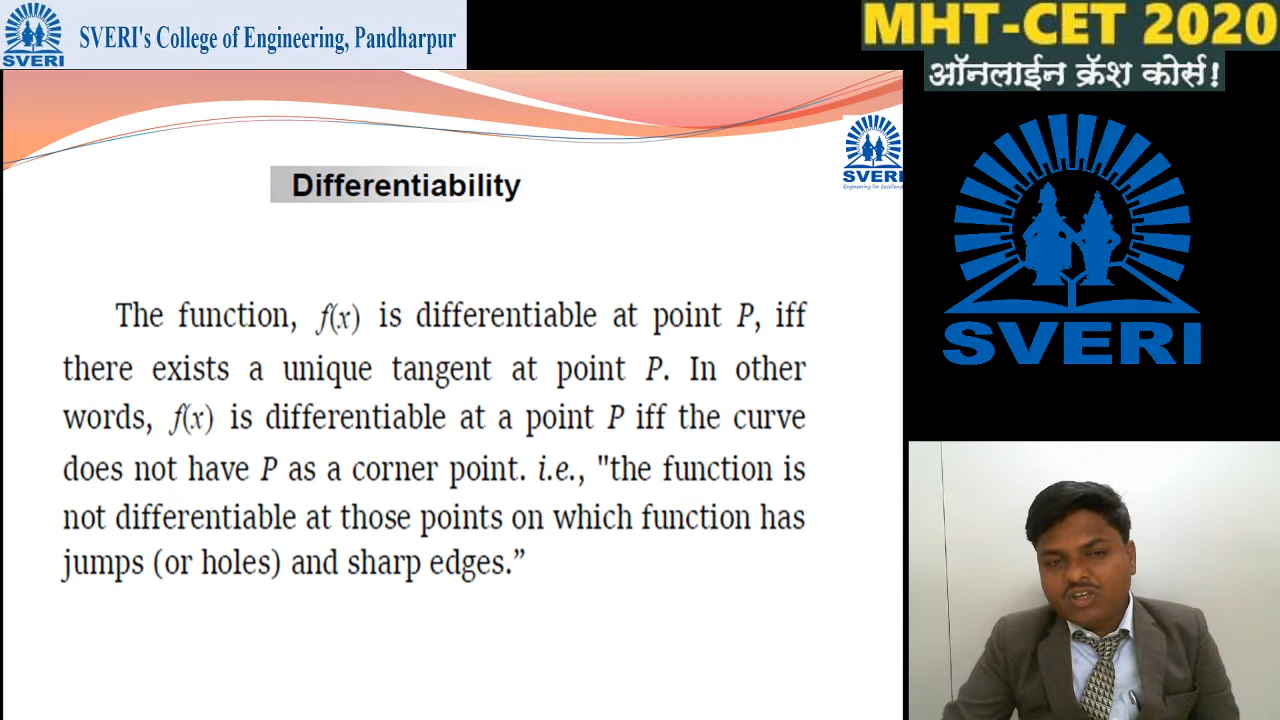 SVERI's College of Engineering, Pandharpur
SVERI
MHT-CET 2020
ऑनलाईन क्रॅश कोर्स!
SVERI
Engineering for Excellence
Differentiability
The function, f(x) is differentiable at point P, iff
there exists a unique tangent at point P. In other
words, f(x) is differentiable at a point P iff the curve
does not have P as a corner point. i.e., "the function is
not differentiable at those points on which function has
jumps (or holes) and sharp edges.”
SVERI